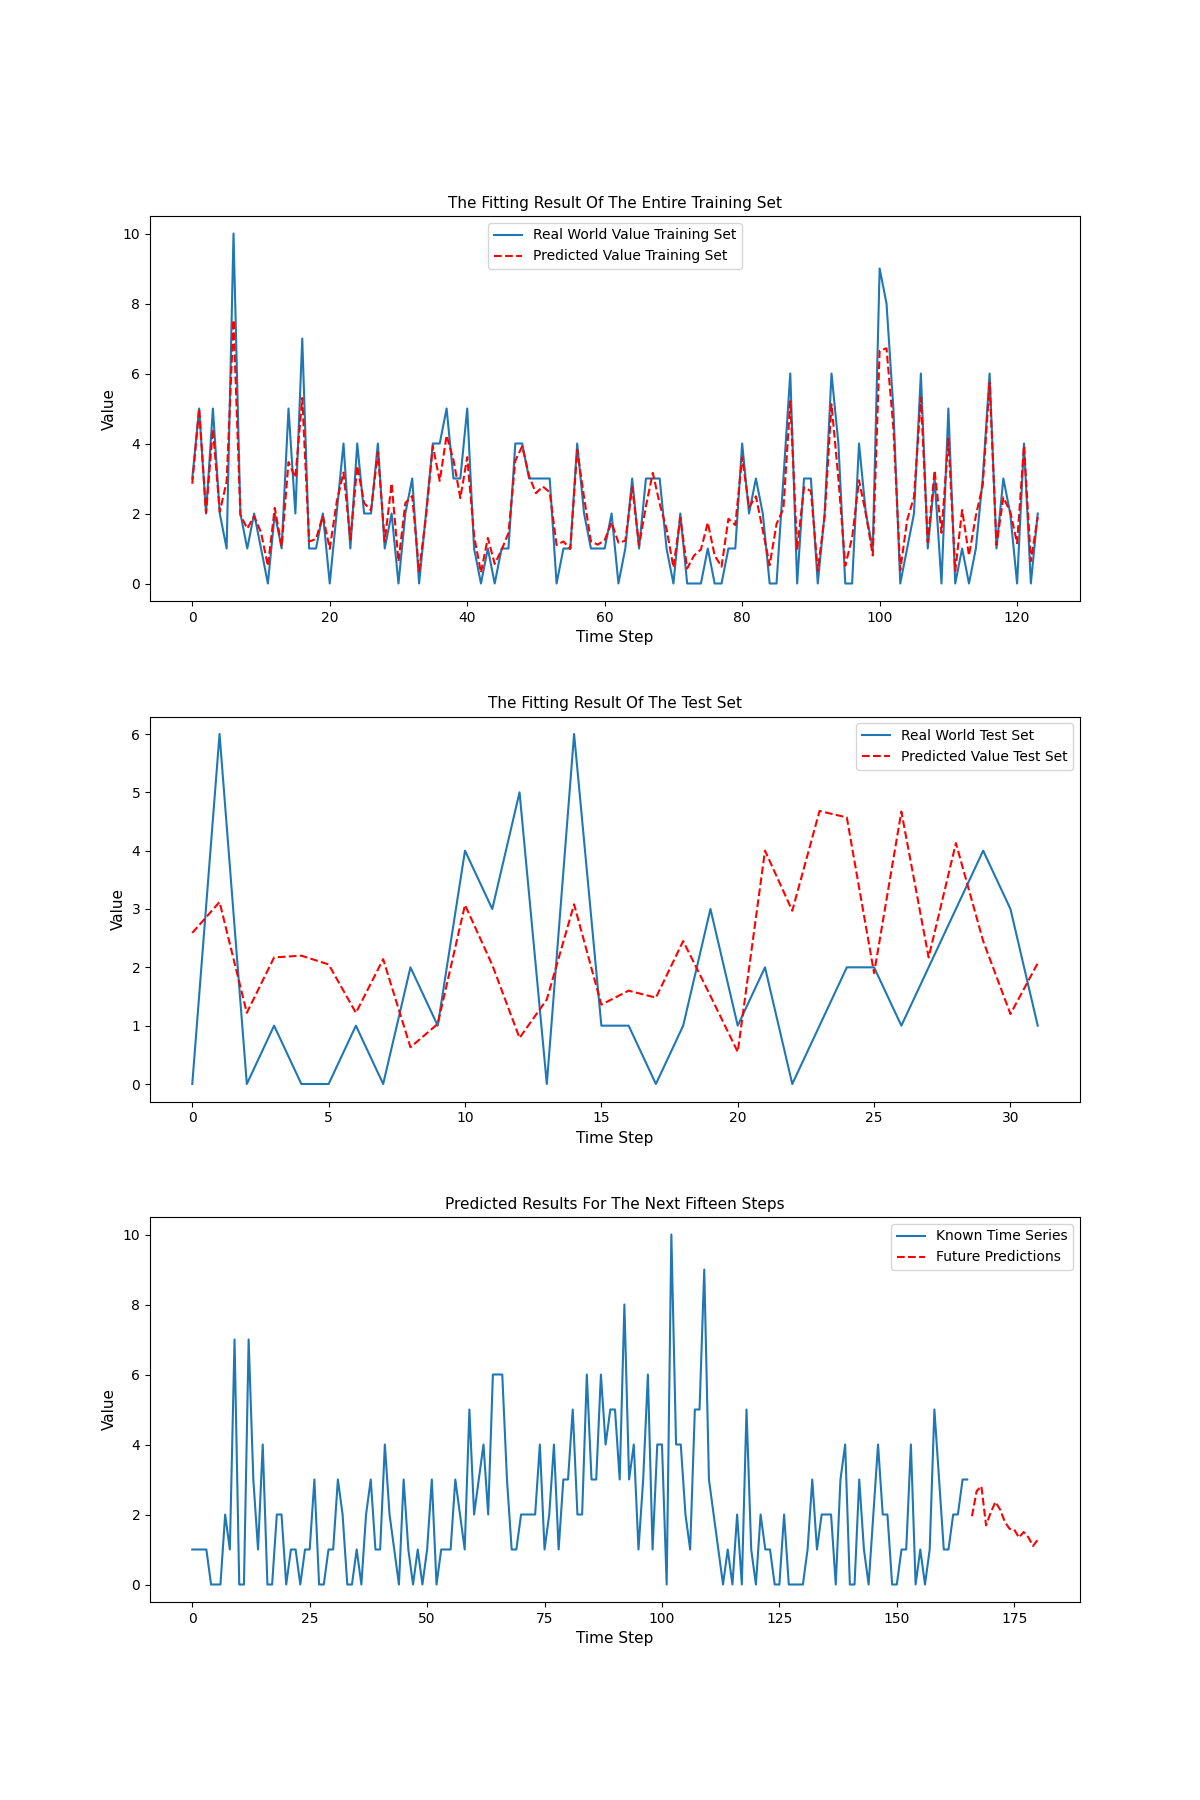 The Fitting Result Of The Entire Training Set
Real World Value Training Set
Predicted Value Training Set
Value
10
8
6
4
2
0
0 20 40 60 80 100 120
Time Step
The Fitting Result Of The Test Set
Real World Test Set
Predicted Value Test Set
Value
6
5
4
3
2
1
0
0 5 10 15 20 25 30
Time Step
Predicted Results For The Next Fifteen Steps
Known Time Series
Future Predictions
Value
10
8
6
4
2
0
0 25 50 75 100 125 150 175
Time Step